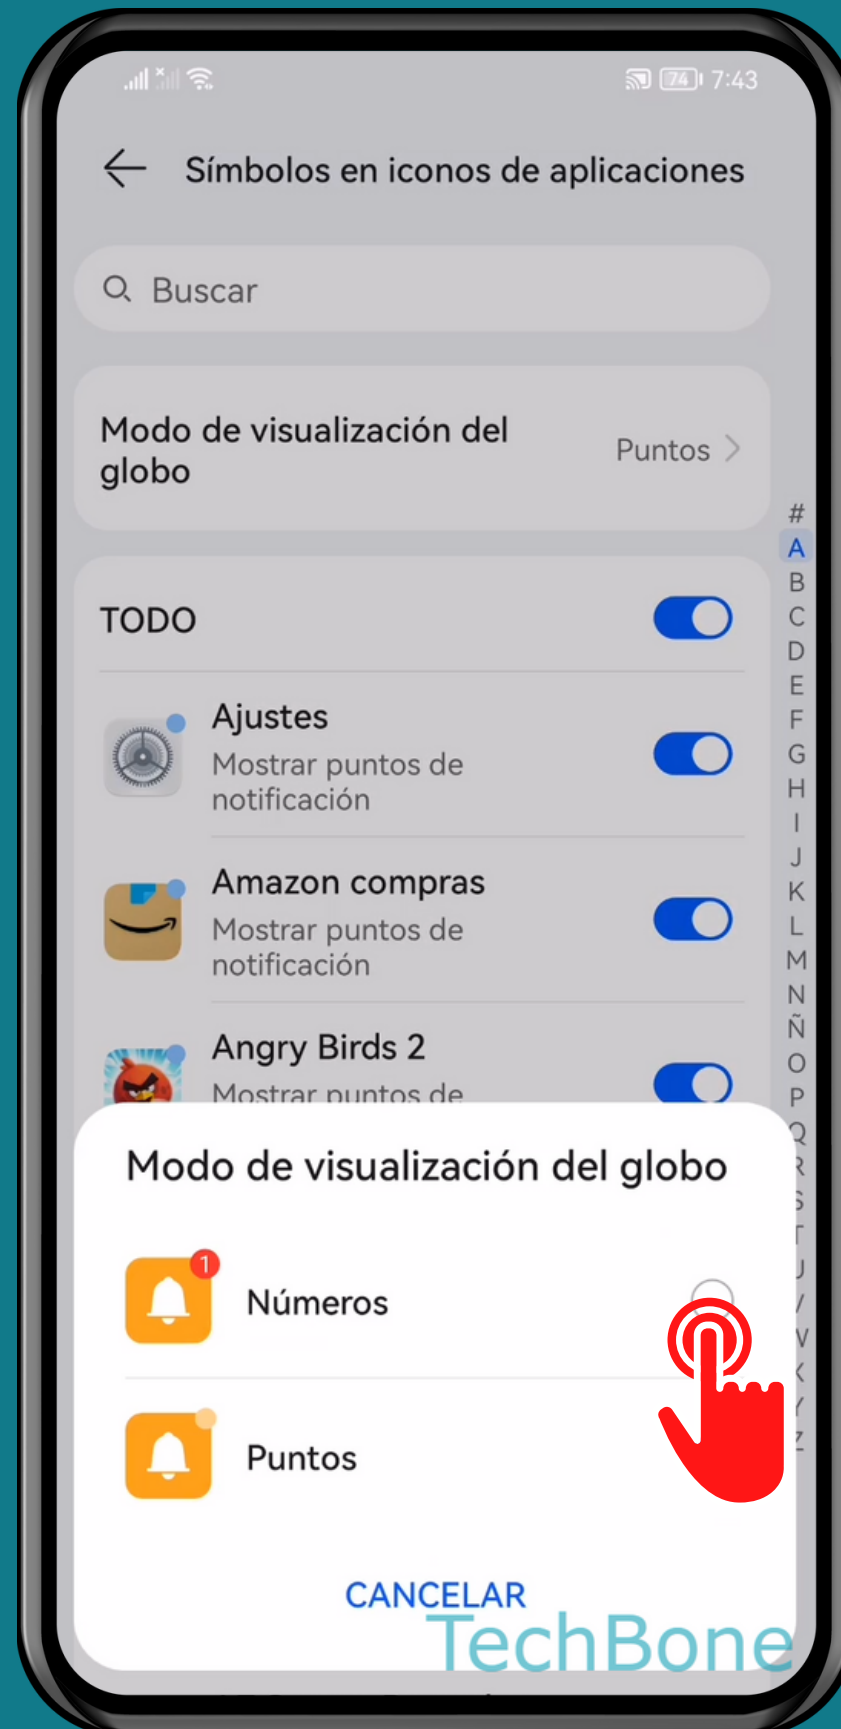 74 7:43
Símbolos en iconos de aplicaciones
Buscar
Modo de visualización del
globo
Puntos
#
A
B
C
D
E
F
G
H
I
J
K
L
M
N
Ñ
O
P
Q
R
S
T
U
V
W
X
Y
Z
TODO
Ajustes
Mostrar puntos de
notificación
Amazon compras
Mostrar puntos de
notificación
Angry Birds 2
Mostrar puntos de
Modo de visualización del globo
1
Números
Puntos
CANCELAR
TechBone